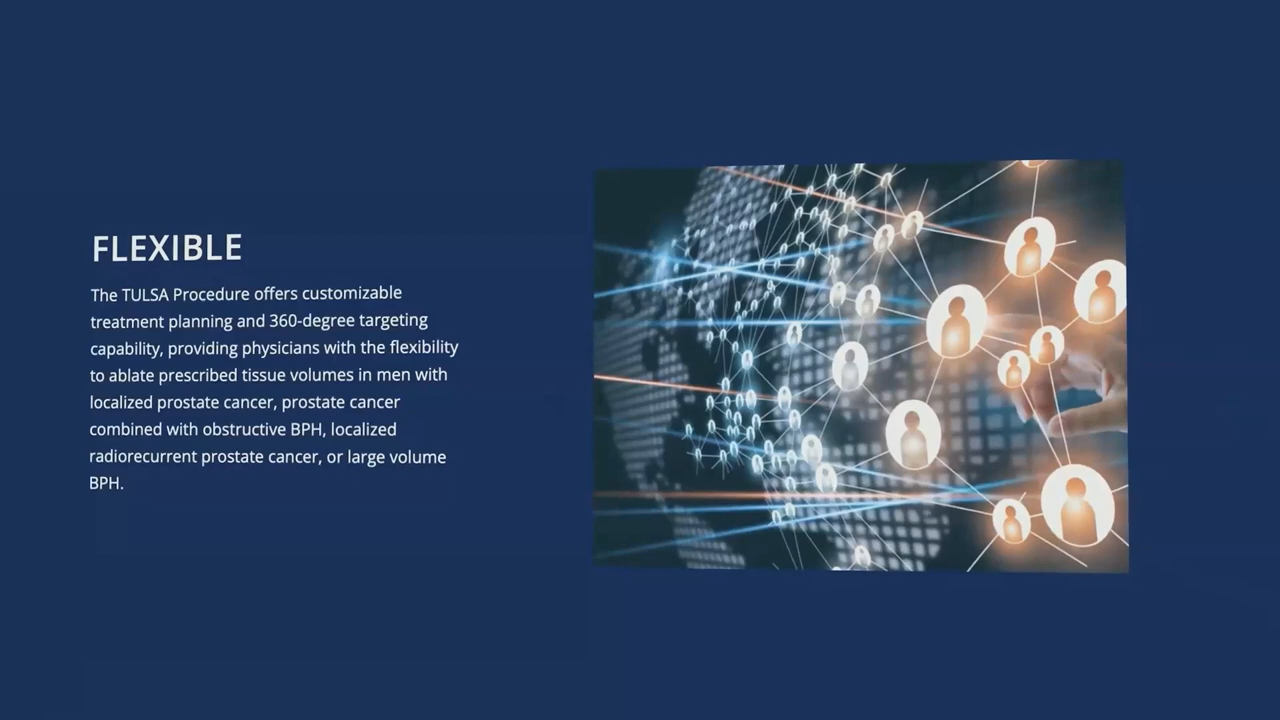 FLEXIBLE
The TULSA Procedure offers customizable
treatment planning and 360-degree targeting
capability, providing physicians with the flexibility
to ablate prescribed tissue volumes in men with
localized prostate cancer, prostate cancer
combined with obstructive BPH, localized
radiorecurrent prostate cancer, or large volume
BPH.